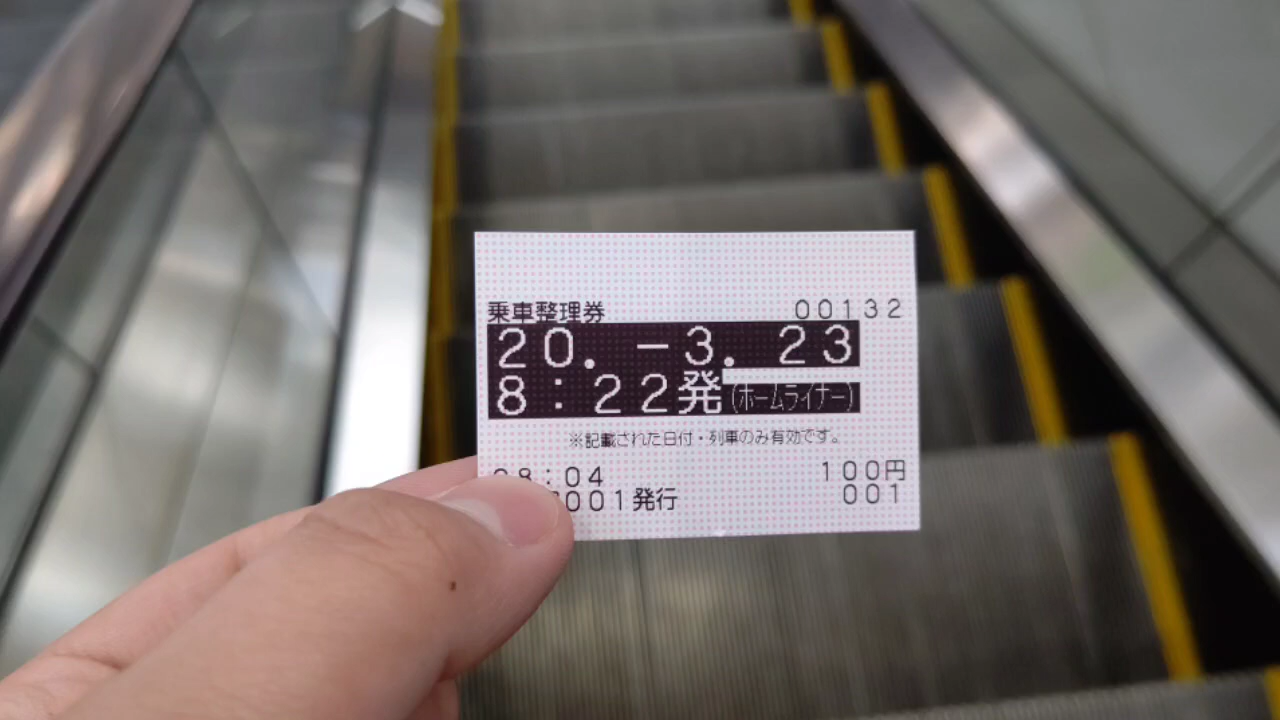 乗車整理券 00132
20.-3.23
8:22発(ホームライナー)
※記載された日付・列車のみ有効です。
08:04 100円
001発行 001